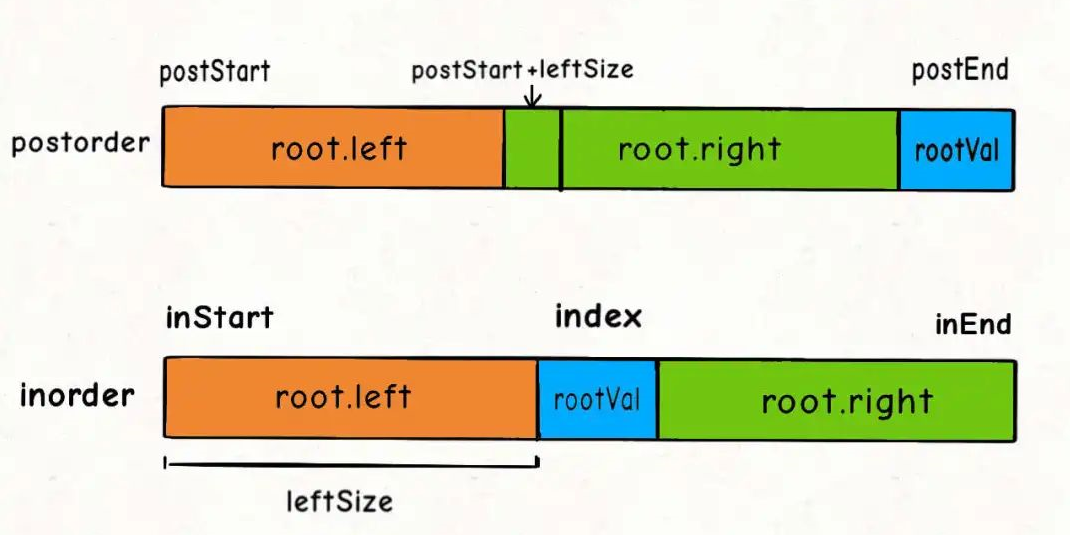 postStart
postStart+leftSize
postEnd
postorder
root.left
root.right
rootVal
inStart
index
inEnd
inorder
root.left
rootVal
root.right
leftSize